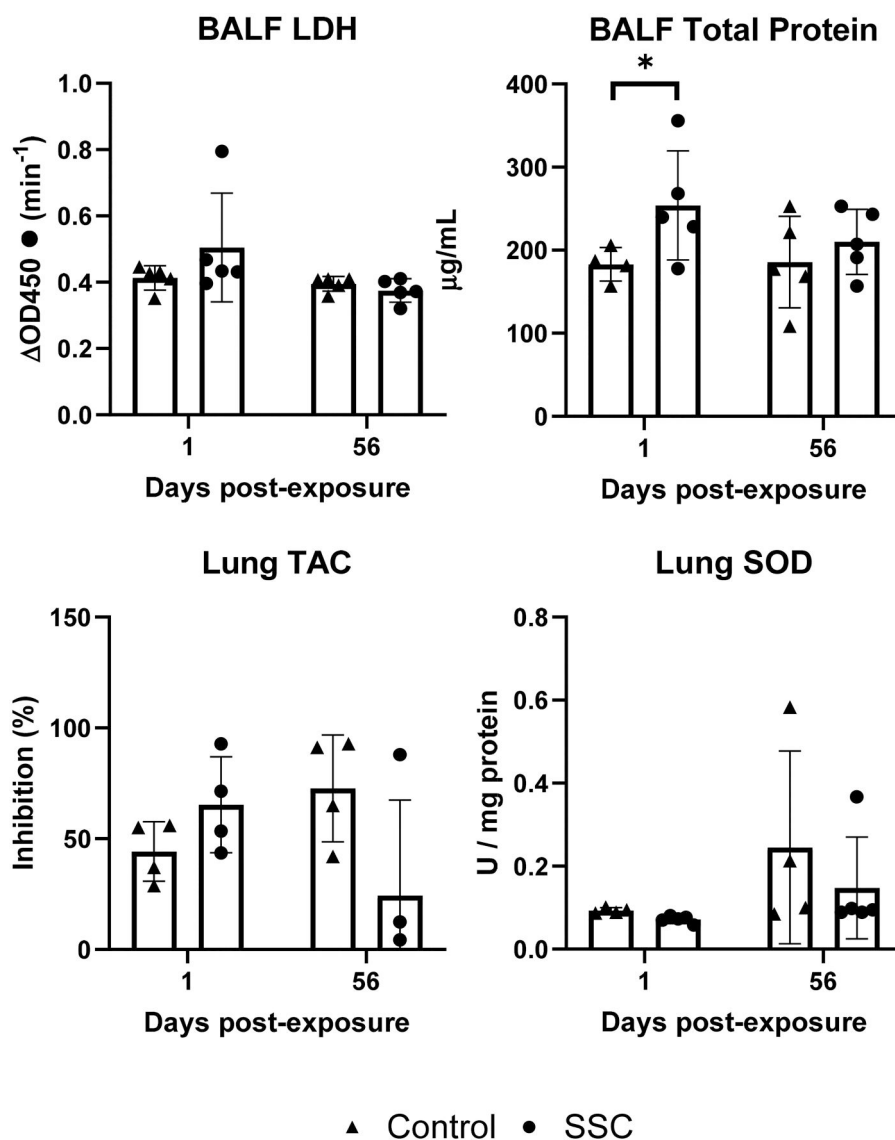 BALF LDH
ΔOD450 ● (min⁻¹)
1.0
0.8
0.6
0.4
0.2
0.0
1 56
Days post-exposure
BALF Total Protein
*
µg/mL
400
300
200
100
0
1 56
Days post-exposure
Lung TAC
Inhibition (%)
150
100
50
0
1 56
Days post-exposure
Lung SOD
U / mg protein
0.8
0.6
0.4
0.2
0.0
1 56
Days post-exposure
▲ Control ● SSC